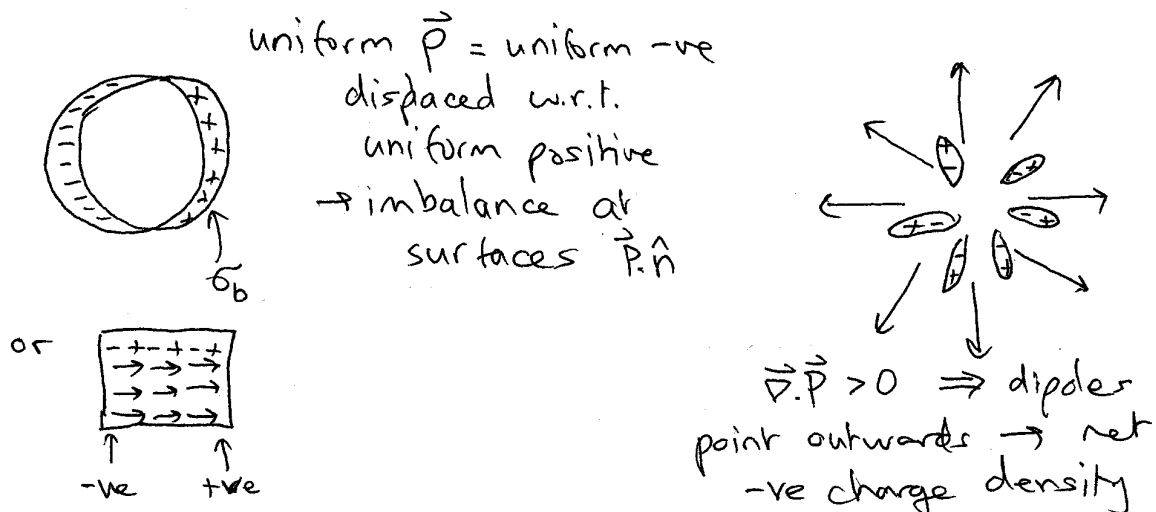 uniform P⃗ = uniform -ve
displaced w.r.t.
uniform positive
→ imbalance at
surfaces P⃗.n̂
σb
or
- + - + - +
-ve +ve
∇⃗.P⃗ > 0 ⇒ dipoles
point outwards → net
-ve charge density